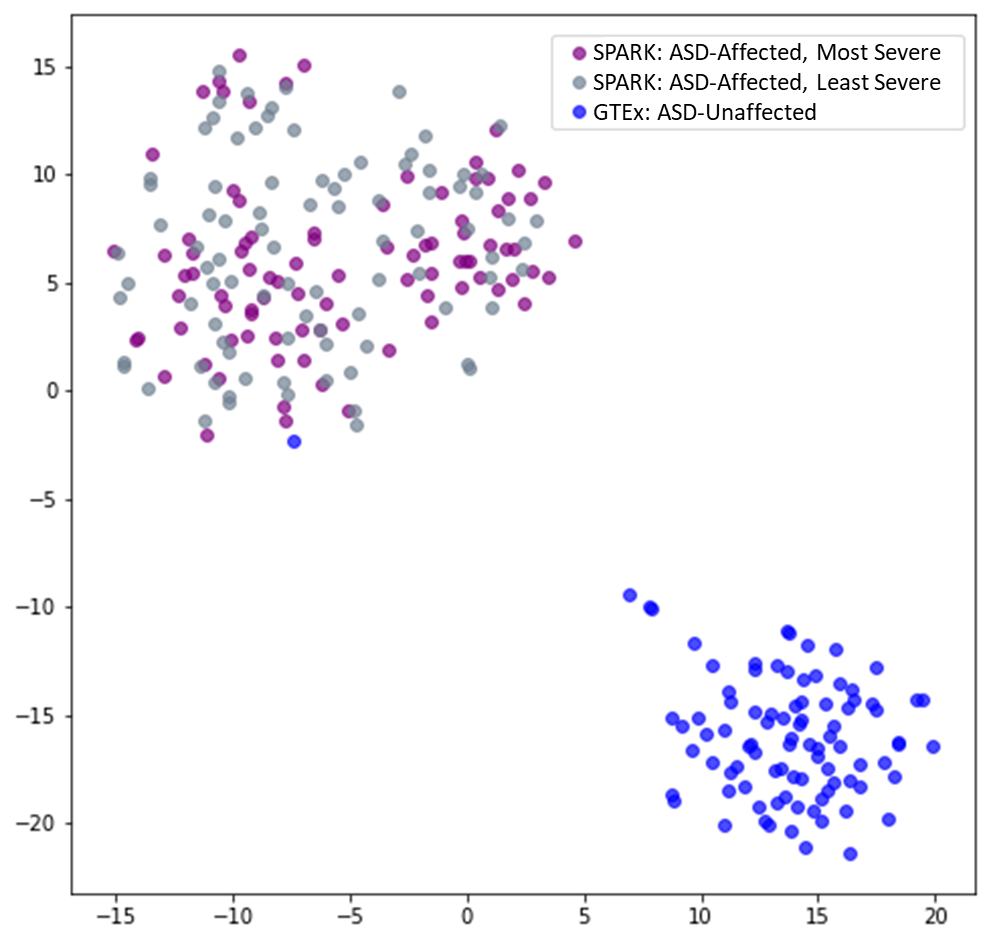 SPARK: ASD-Affected, Most Severe
SPARK: ASD-Affected, Least Severe
GTEx: ASD-Unaffected
15
10
5
0
−5
−10
−15
−20
−15 −10 −5 0 5 10 15 20